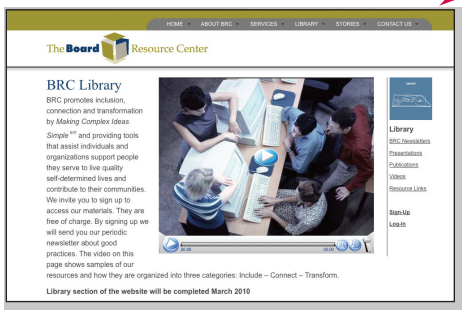 HOME ABOUT BRC SERVICES LIBRARY STORIES CONTACT US
The Board Resource Center
BRC Library
BRC promotes inclusion,
connection and transformation
by Making Complex Ideas
Simple sm and providing tools
that assist individuals and
organizations support people
they serve to live quality
self-determined lives and
contribute to their communities.
We invite you to sign up to
access our materials. They are
free of charge. By signing up we
will send you our periodic
newsletter about good
practices. The video on this
page shows samples of our
resources and how they are organized into three categories: Include – Connect – Transform.
Library section of the website will be completed March 2010
00:00 00:00
Library
BRC Newsletters
Presentations
Publications
Videos
Resource Links
Sign-Up
Log-In